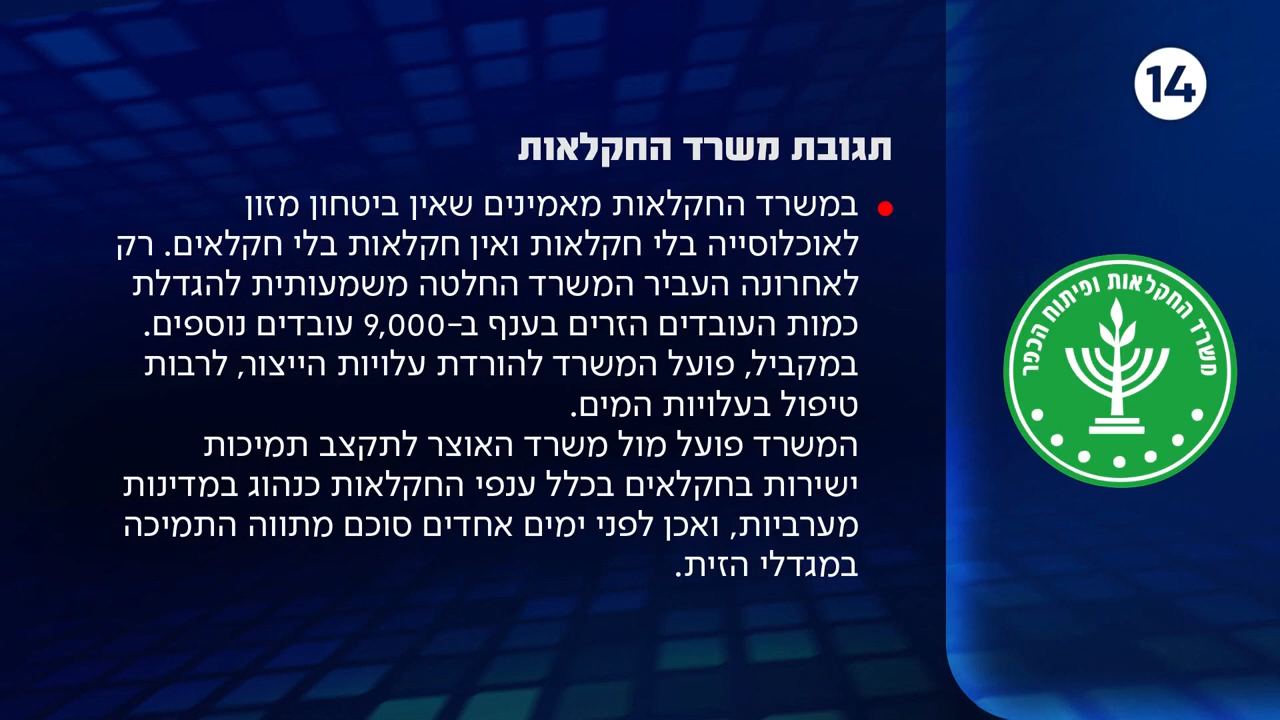 14
תגובת משרד החקלאות
במשרד החקלאות מאמינים שאין ביטחון מזון
לאוכלוסייה בלי חקלאות ואין חקלאות בלי חקלאים. רק
לאחרונה העביר המשרד החלטה משמעותית להגדלת
כמות העובדים הזרים בענף ב-9,000 עובדים נוספים.
במקביל, פועל המשרד להורדת עלויות הייצור, לרבות
טיפול בעלויות המים.
המשרד פועל מול משרד האוצר לתקצב תמיכות
ישירות בחקלאים בכלל ענפי החקלאות כנהוג במדינות
מערביות, ואכן לפני ימים אחדים סוכם מתווה התמיכה
במגדלי הזית.
משרד החקלאות ופיתוח הכפר